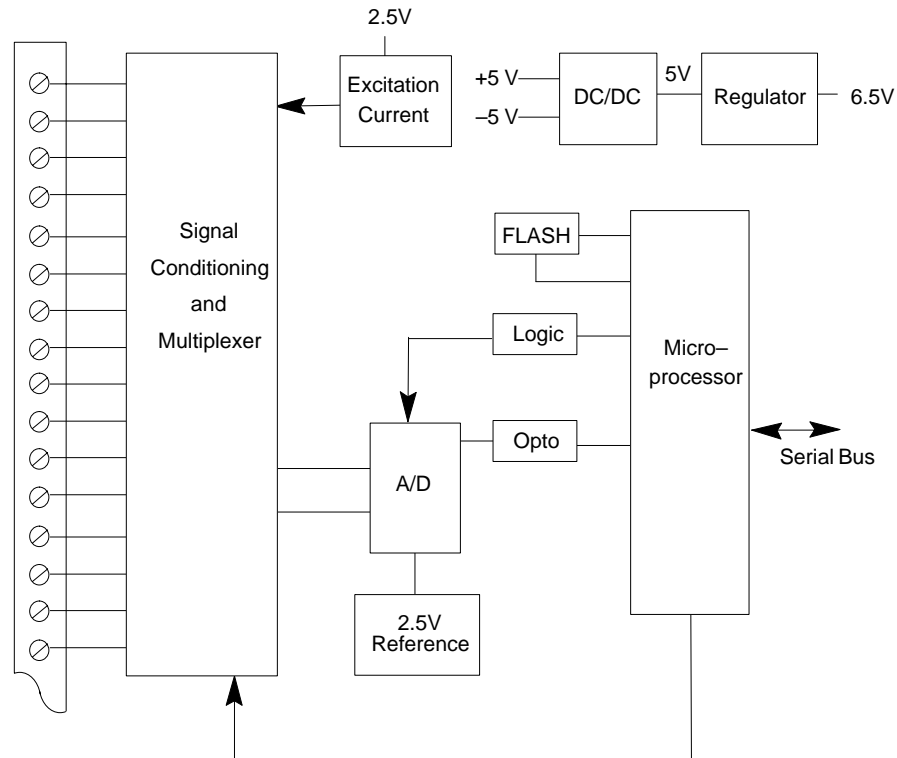 2.5V
Excitation
Current
+5 V
–5 V
DC/DC
5V
Regulator
6.5V
Signal
Conditioning
and
Multiplexer
FLASH
Logic
Micro–
processor
Opto
A/D
Serial Bus
2.5V
Reference